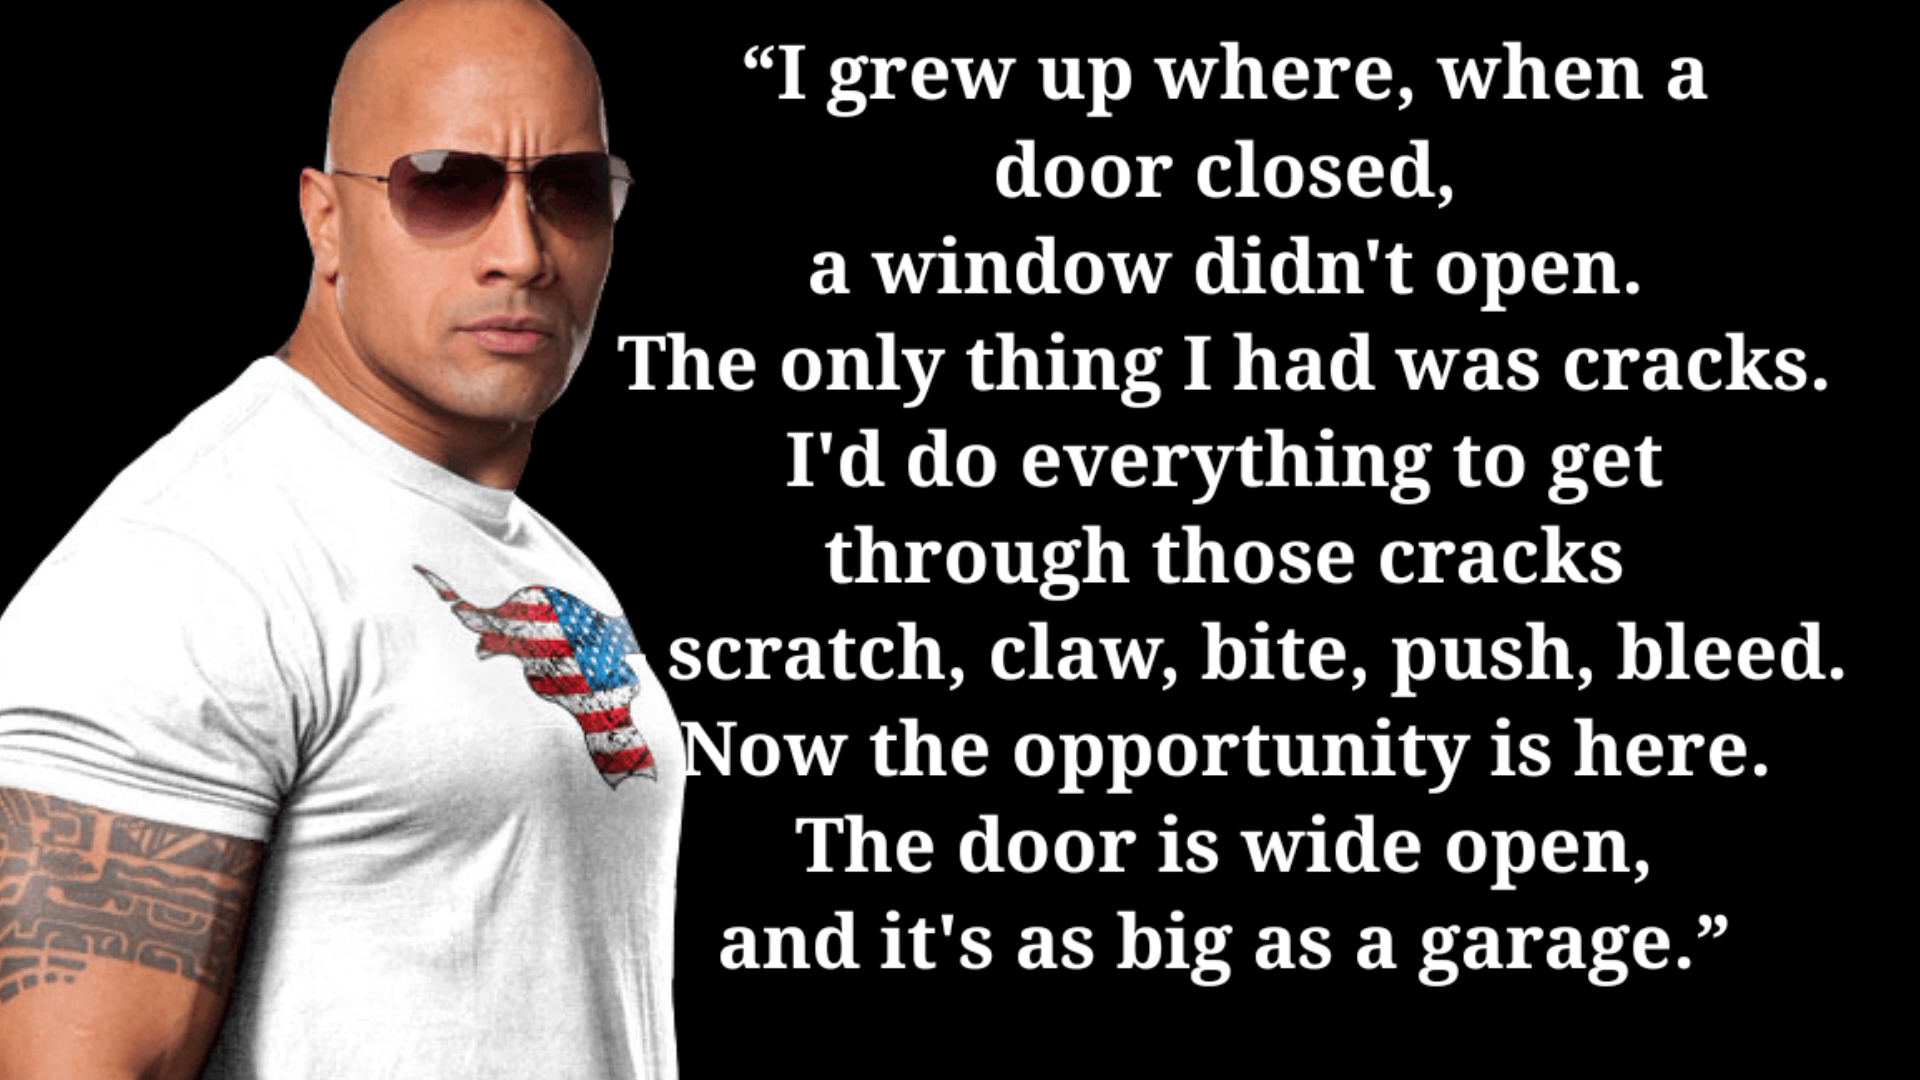 “I grew up where, when a
door closed,
a window didn't open.
The only thing I had was cracks.
I'd do everything to get
through those cracks
scratch, claw, bite, push, bleed.
Now the opportunity is here.
The door is wide open,
and it's as big as a garage.”